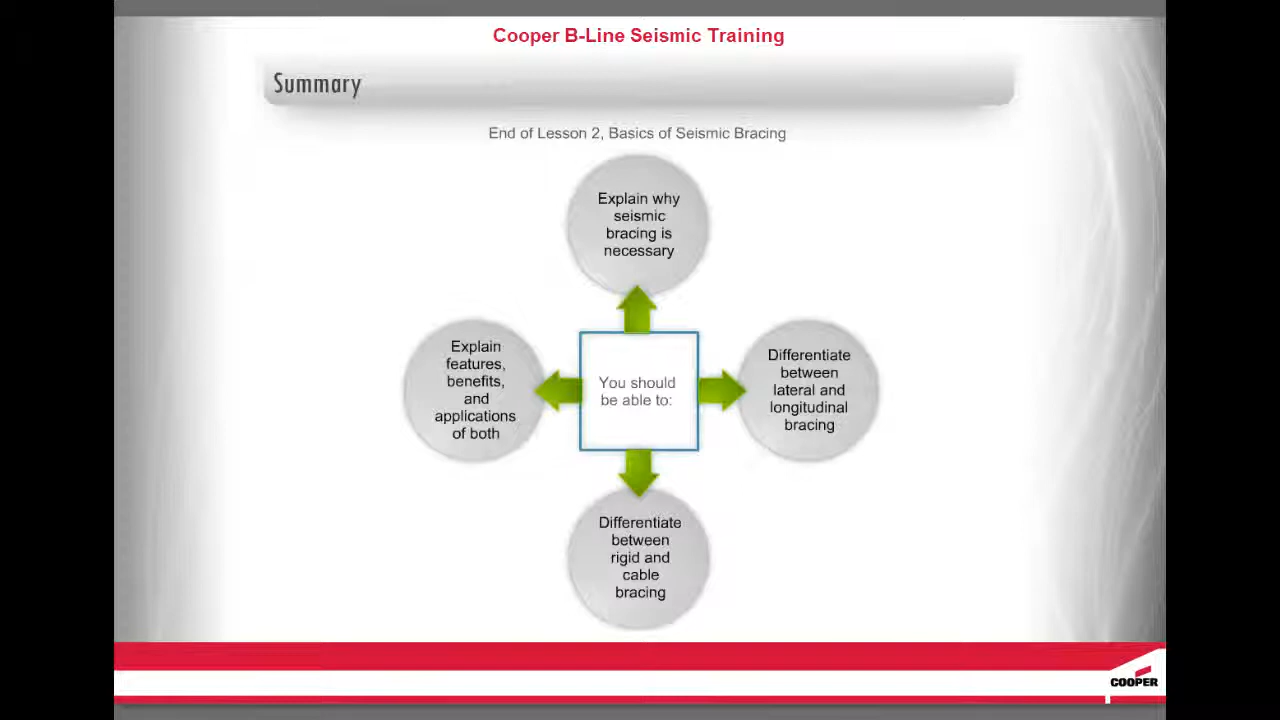 Cooper B-Line Seismic Training
Summary
End of Lesson 2, Basics of Seismic Bracing
Explain why
seismic
bracing is
necessary
Explain
features,
benefits,
and
applications
of both
You should
be able to:
Differentiate
between
lateral and
longitudinal
bracing
Differentiate
between
rigid and
cable
bracing
COOPER